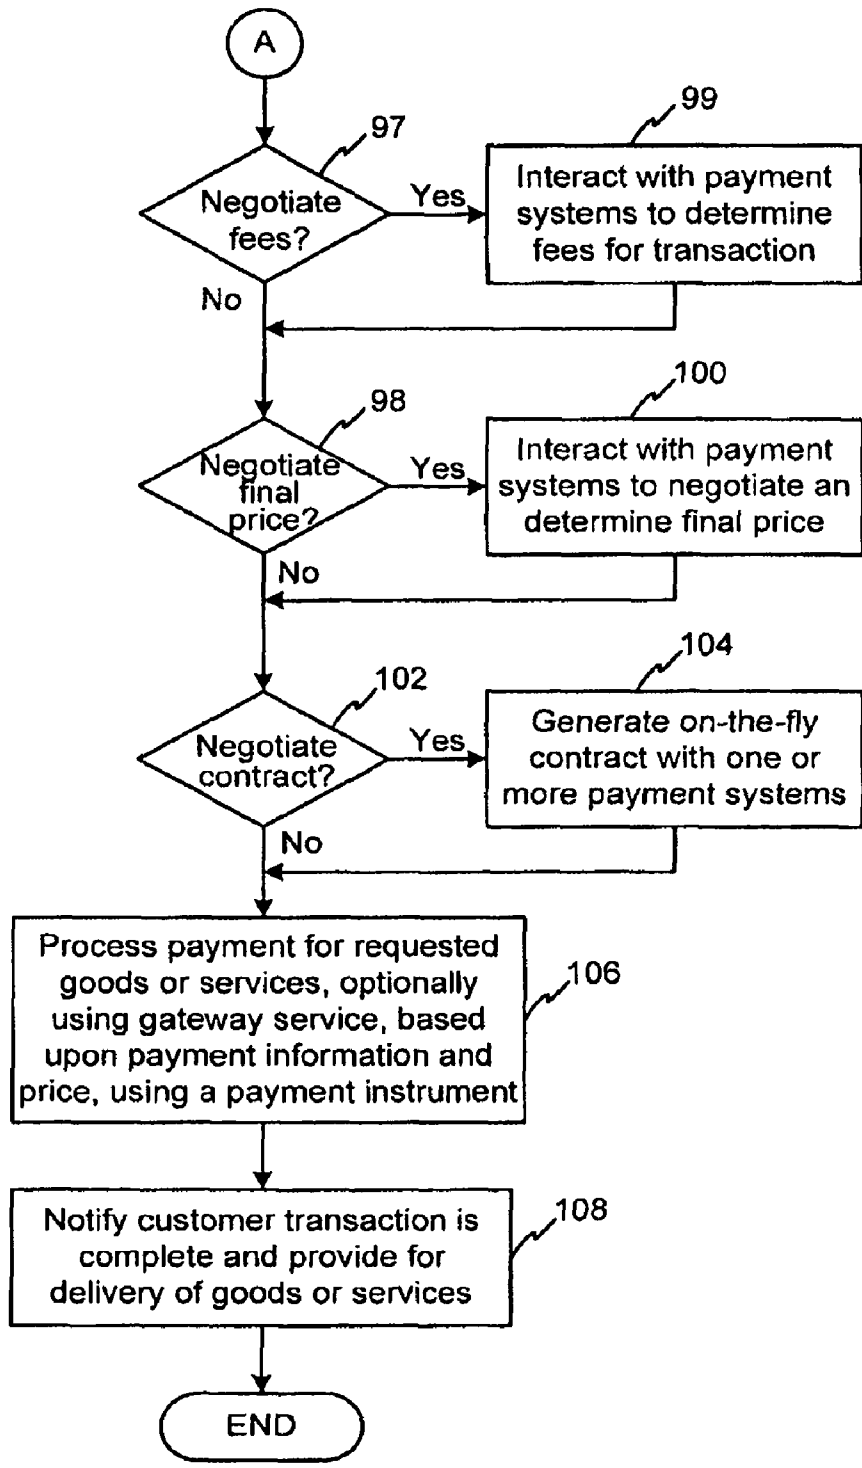 A
97
Negotiate
fees?
Yes
No
99
Interact with payment
systems to determine
fees for transaction
98
Negotiate
final
price?
Yes
No
100
Interact with payment
systems to negotiate an
determine final price
102
Negotiate
contract?
Yes
No
104
Generate on-the-fly
contract with one or
more payment systems
Process payment for requested
goods or services, optionally
using gateway service, based
upon payment information and
price, using a payment instrument
106
Notify customer transaction is
complete and provide for
delivery of goods or services
108
END